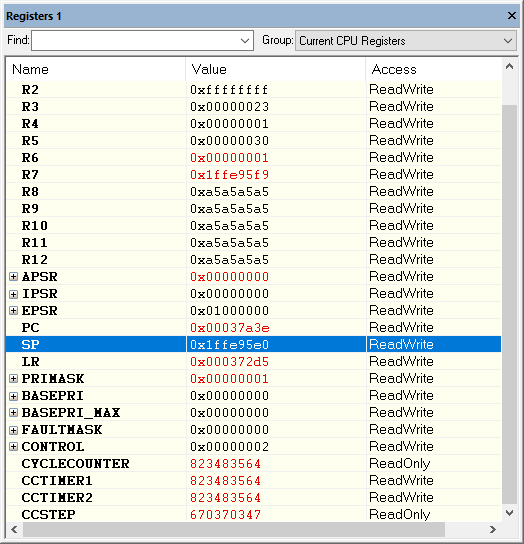 Registers 1
Find: Group: Current CPU Registers
Name Value Access
R2 0xffffffff ReadWrite
R3 0x00000023 ReadWrite
R4 0x00000001 ReadWrite
R5 0x00000030 ReadWrite
R6 0x00000001 ReadWrite
R7 0x1ffe95f9 ReadWrite
R8 0xa5a5a5a5 ReadWrite
R9 0xa5a5a5a5 ReadWrite
R10 0xa5a5a5a5 ReadWrite
R11 0xa5a5a5a5 ReadWrite
R12 0xa5a5a5a5 ReadWrite
APSR 0x00000000 ReadWrite
IPSR 0x00000000 ReadWrite
EPSR 0x01000000 ReadWrite
PC 0x00037a3e ReadWrite
SP 0x1ffe95e0 ReadWrite
LR 0x000372d5 ReadWrite
PRIMASK 0x00000001 ReadWrite
BASEPRI 0x00000000 ReadWrite
BASEPRI_MAX 0x00000000 ReadWrite
FAULTMASK 0x00000000 ReadWrite
CONTROL 0x00000002 ReadWrite
CYCLECOUNTER 823483564 ReadOnly
CCTIMER1 823483564 ReadWrite
CCTIMER2 823483564 ReadWrite
CCSTEP 670370347 ReadOnly